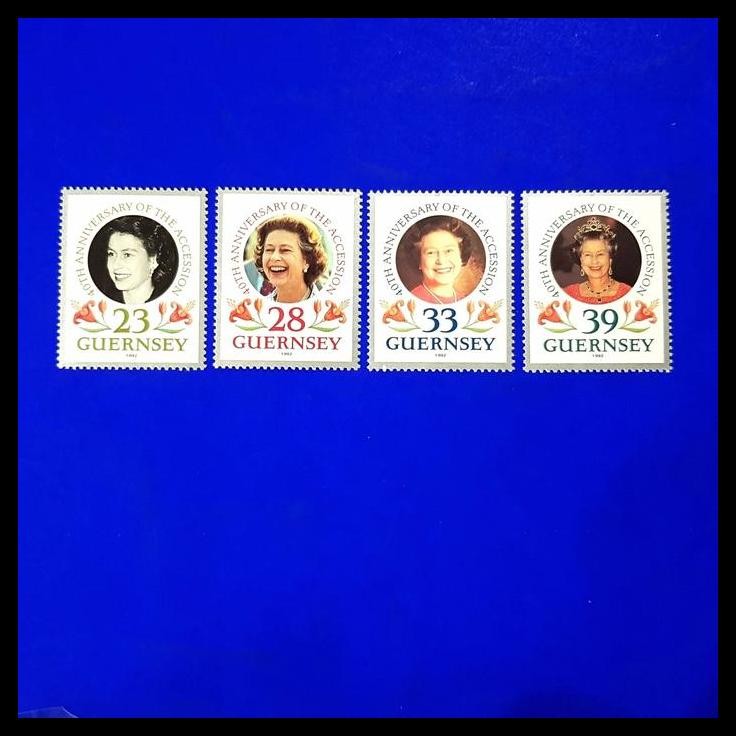 40TH ANNIVERSARY OF THE ACCESSION
23
GUERNSEY
1992
40TH ANNIVERSARY OF THE ACCESSION
28
GUERNSEY
1992
40TH ANNIVERSARY OF THE ACCESSION
33
GUERNSEY
1992
40TH ANNIVERSARY OF THE ACCESSION
39
GUERNSEY
1992